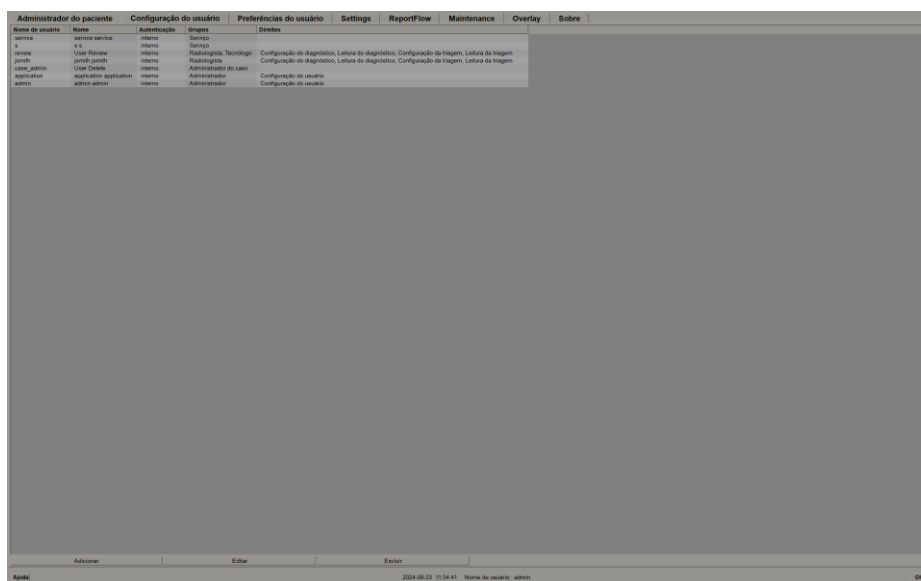 Administrador do paciente Configuração do usuário Preferências do usuário Settings ReportFlow Maintenance Overlay Sobre
Nome de usuário Nome Autenticação Grupos Direitos
service service service interno Serviço
s s s interno Serviço
review User Review interno Radiologista, Tecnólogo Configuração do diagnóstico, Leitura do diagnóstico, Configuração da triagem, Leitura da triagem
jsmith jsmith jsmith interno Radiologista Configuração do diagnóstico, Leitura do diagnóstico, Configuração da triagem, Leitura da triagem
case_admin User Delete interno Administrador do caso
application application application interno Administrador Configuração do usuário
admin admin admin interno Administrador Configuração do usuário
Adicionar Editar Excluir
Ajuda 2024-09-23 11:34:41 Nome de usuário admin